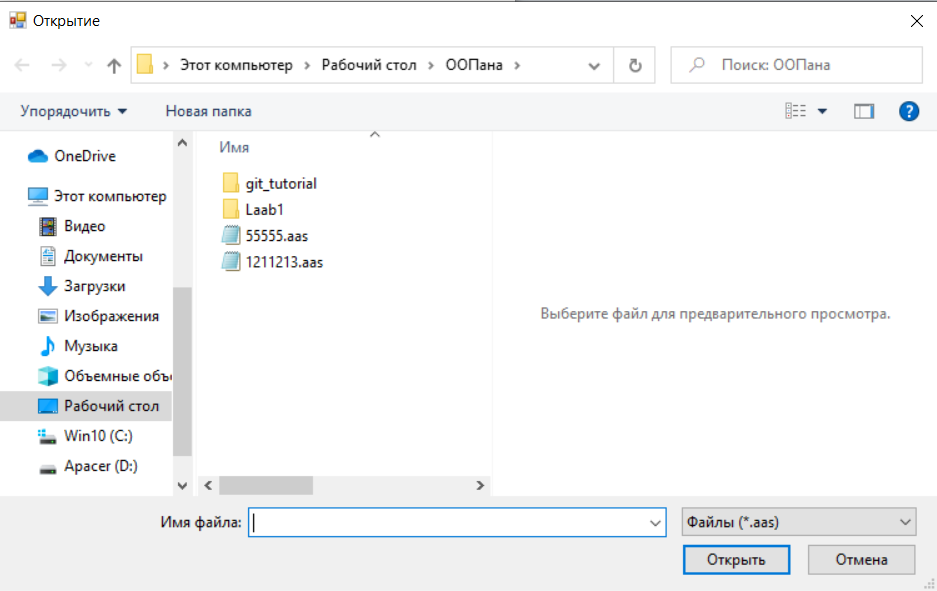 Открытие
Этот компьютер
Рабочий стол
ООПана
Поиск: ООПана
Упорядочить
Новая папка
?
OneDrive
Этот компьютер
Видео
Документы
Загрузки
Изображения
Музыка
Объемные объ
Рабочий стол
Win10 (C:)
Apacer (D:)
Имя
git_tutorial
Laab1
55555.aas
1211213.aas
Выберите файл для предварительного просмотра.
Имя файла:
Файлы (*.aas)
Открыть
Отмена